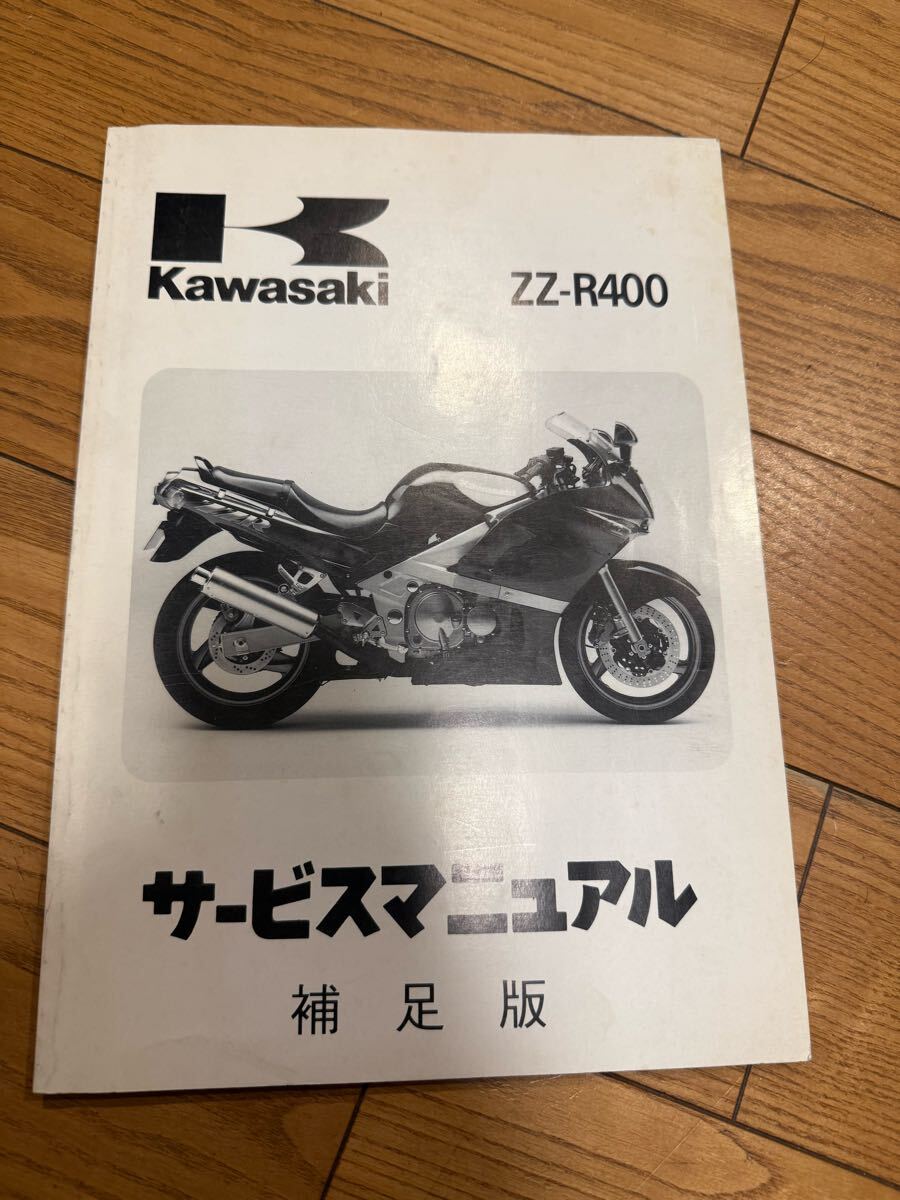 Kawasaki
ZZ-R400
サービスマニュアル
補足版